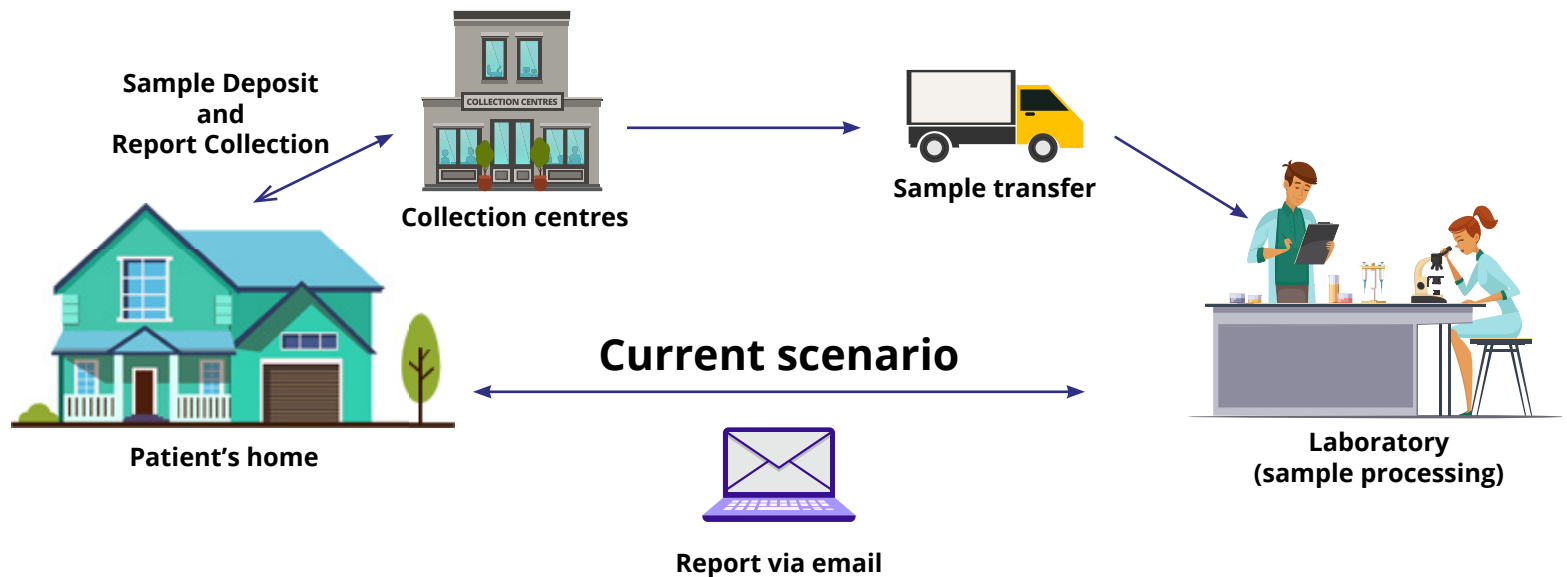 Sample Deposit
and
Report Collection
COLLECTION CENTRES
Collection centres
Sample transfer
Current scenario
Patient’s home
Laboratory
(sample processing)
Report via email